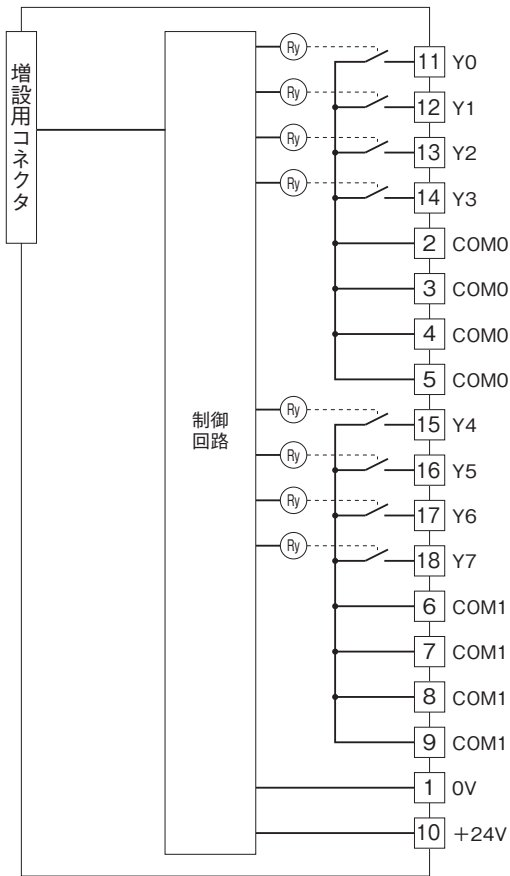 増設用コネクタ
制御
回路
Ry 11 Y0
Ry 12 Y1
Ry 13 Y2
Ry 14 Y3
2 COM0
3 COM0
4 COM0
5 COM0
Ry 15 Y4
Ry 16 Y5
Ry 17 Y6
Ry 18 Y7
6 COM1
7 COM1
8 COM1
9 COM1
1 0V
10 +24V